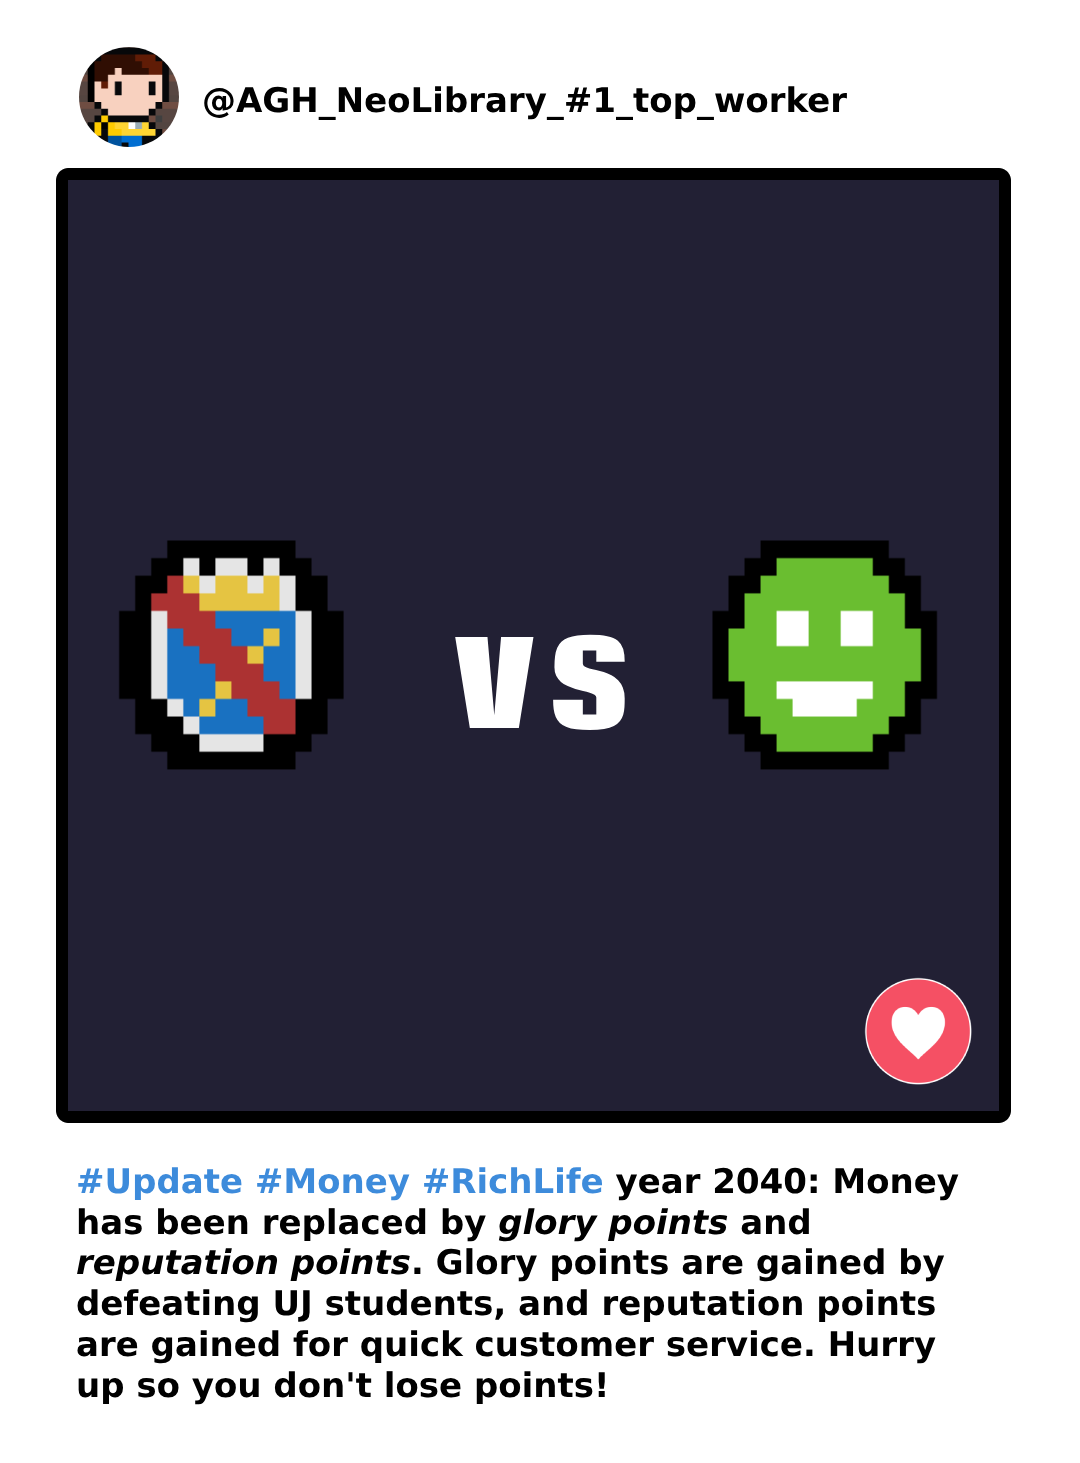 @AGH_NeoLibrary_#1_top_worker
VS
#Update #Money #RichLife year 2040: Money
has been replaced by glory points and
reputation points. Glory points are gained by
defeating UJ students, and reputation points
are gained for quick customer service. Hurry
up so you don't lose points!